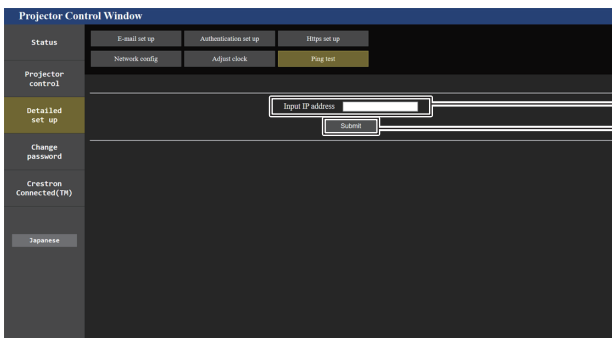 Projector Control Window
Status
E-mail set up
Authentication set up
Https set up
Network config
Adjust clock
Ping test
Projector
control
Detailed
set up
Input IP address
Submit
Change
password
Crestron
Connected(TM)
Japanese